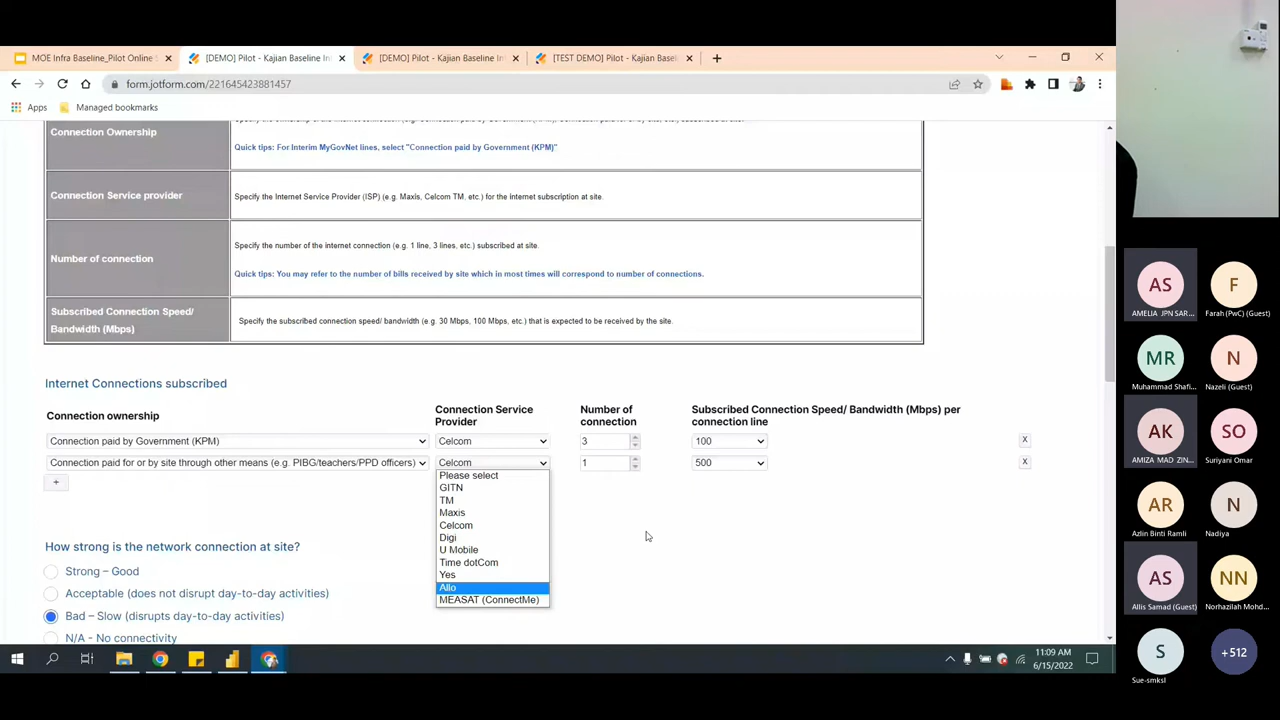 MOE Infra Baseline_Pilot Online
[DEMO] Pilot - Kajian Baseline In
[DEMO] Pilot - Kajian Baseline Inf
[TEST DEMO] Pilot - Kajian Baseli
form.jotform.com/221645423881457
Apps
Managed bookmarks
Connection Ownership
Quick tips: For Interim MyGovNet lines, select "Connection paid by Government (KPM)"
Connection Service provider
Specify the Internet Service Provider (ISP) (e.g. Maxis, Celcom TM, etc.) for the internet subscription at site.
Number of connection
Specify the number of the internet connection (e.g. 1 line, 3 lines, etc.) subscribed at site.
Quick tips: You may refer to the number of bills received by site which in most times will correspond to number of connections.
Subscribed Connection Speed/
Bandwidth (Mbps)
Specify the subscribed connection speed/ bandwidth (e.g. 30 Mbps, 100 Mbps, etc.) that is expected to be received by the site.
Internet Connections subscribed
Connection ownership
Connection Service
Provider
Number of
connection
Subscribed Connection Speed/ Bandwidth (Mbps) per
connection line
Connection paid by Government (KPM)
Celcom
3
100
X
Connection paid for or by site through other means (e.g. PIBG/teachers/PPD officers)
Celcom
1
500
X
+
Please select
GITN
TM
Maxis
Celcom
Digi
U Mobile
Time dotCom
Yes
Allo
MEASAT (ConnectMe)
How strong is the network connection at site?
Strong – Good
Acceptable (does not disrupt day-to-day activities)
Bad – Slow (disrupts day-to-day activities)
N/A - No connectivity
11:09 AM
6/15/2022
AS
AMELIA JPN SAR...
F
Farah (PwC) (Guest)
MR
Muhammad Shafi...
N
Nazeli (Guest)
AK
AMIZA MAD ZIN...
SO
Suriyani Omar
AR
Azlin Binti Ramli
N
Nadiya
AS
Allis Samad (Guest)
NN
Norhazilah Mohd...
S
Sue-smksl
+512